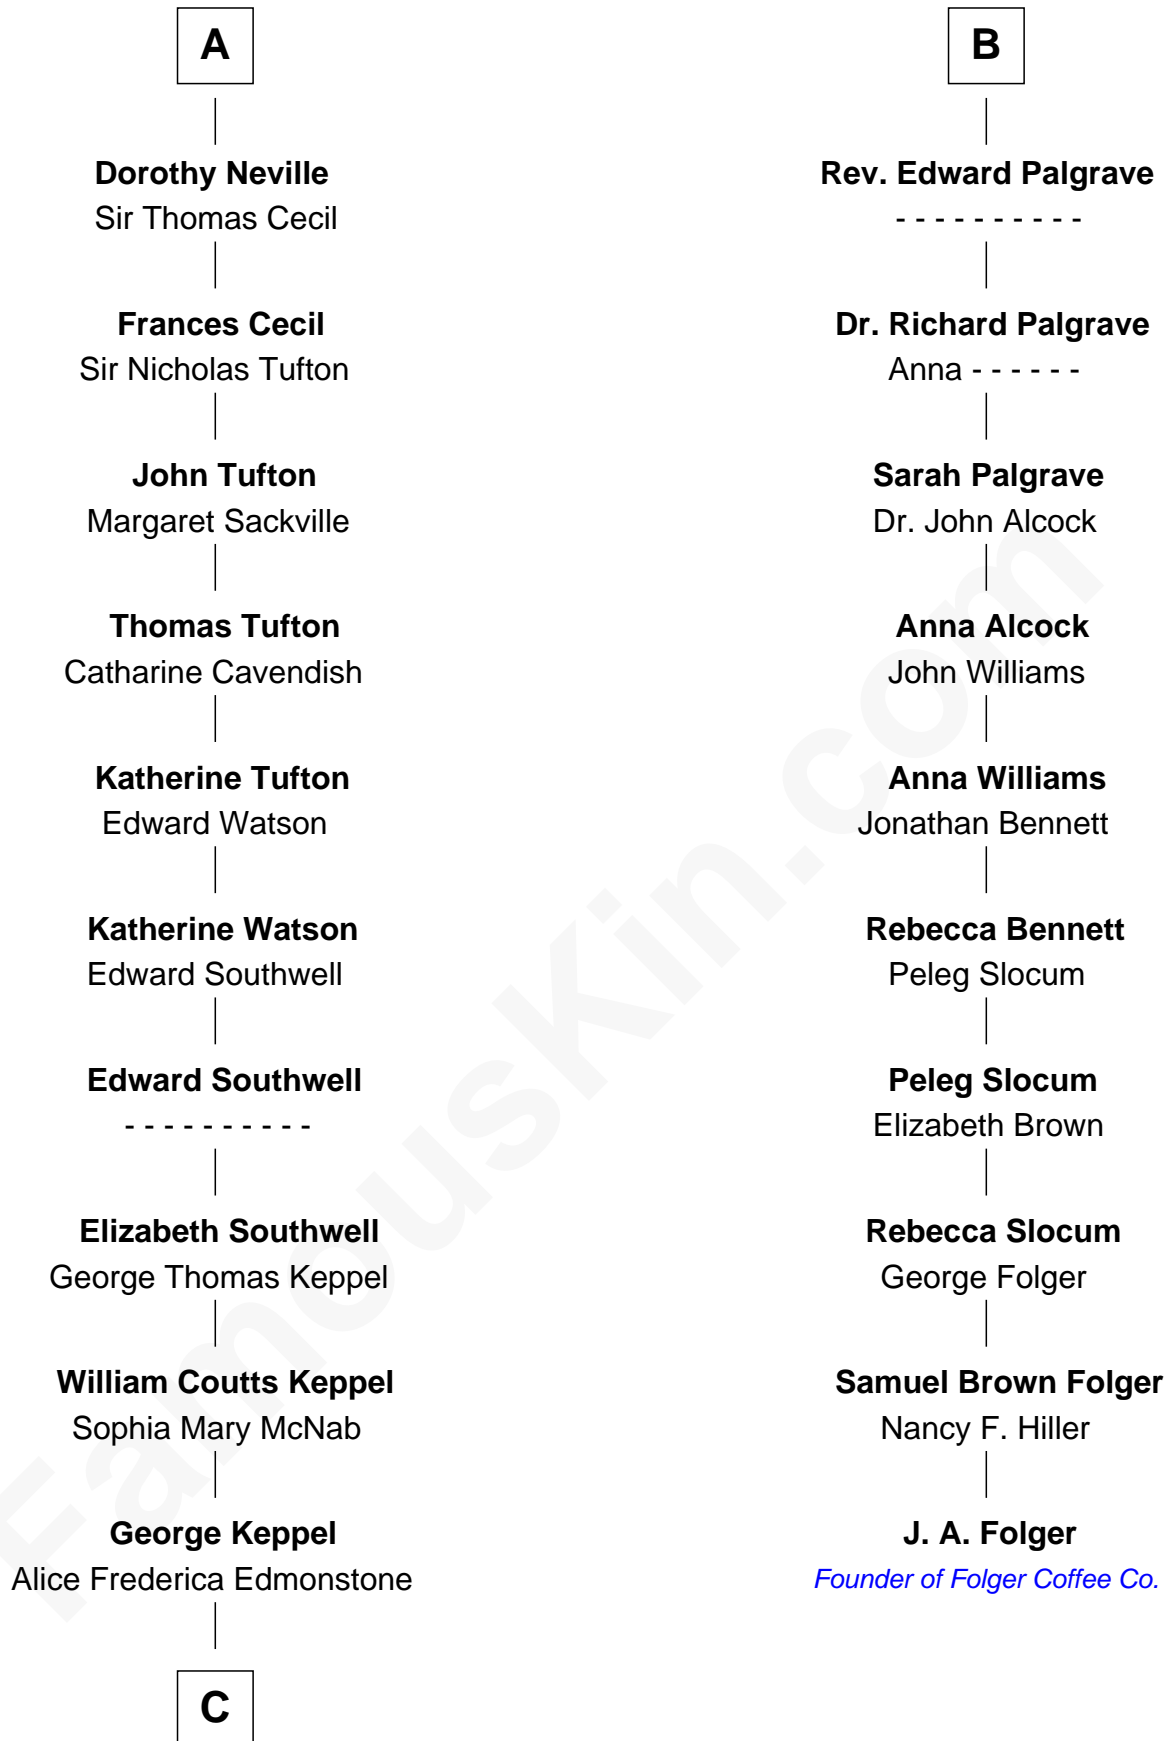 A
Dorothy Neville
Sir Thomas Cecil
Frances Cecil
Sir Nicholas Tufton
John Tufton
Margaret Sackville
Thomas Tufton
Catharine Cavendish
Katherine Tufton
Edward Watson
Katherine Watson
Edward Southwell
Edward Southwell
- - - - - - - - - -
Elizabeth Southwell
George Thomas Keppel
William Coutts Keppel
Sophia Mary McNab
George Keppel
Alice Frederica Edmonstone
C
B
Rev. Edward Palgrave
- - - - - - - - - -
Dr. Richard Palgrave
Anna - - - - - -
Sarah Palgrave
Dr. John Alcock
Anna Alcock
John Williams
Anna Williams
Jonathan Bennett
Rebecca Bennett
Peleg Slocum
Peleg Slocum
Elizabeth Brown
Rebecca Slocum
George Folger
Samuel Brown Folger
Nancy F. Hiller
J. A. Folger
Founder of Folger Coffee Co.
FamousKin.com